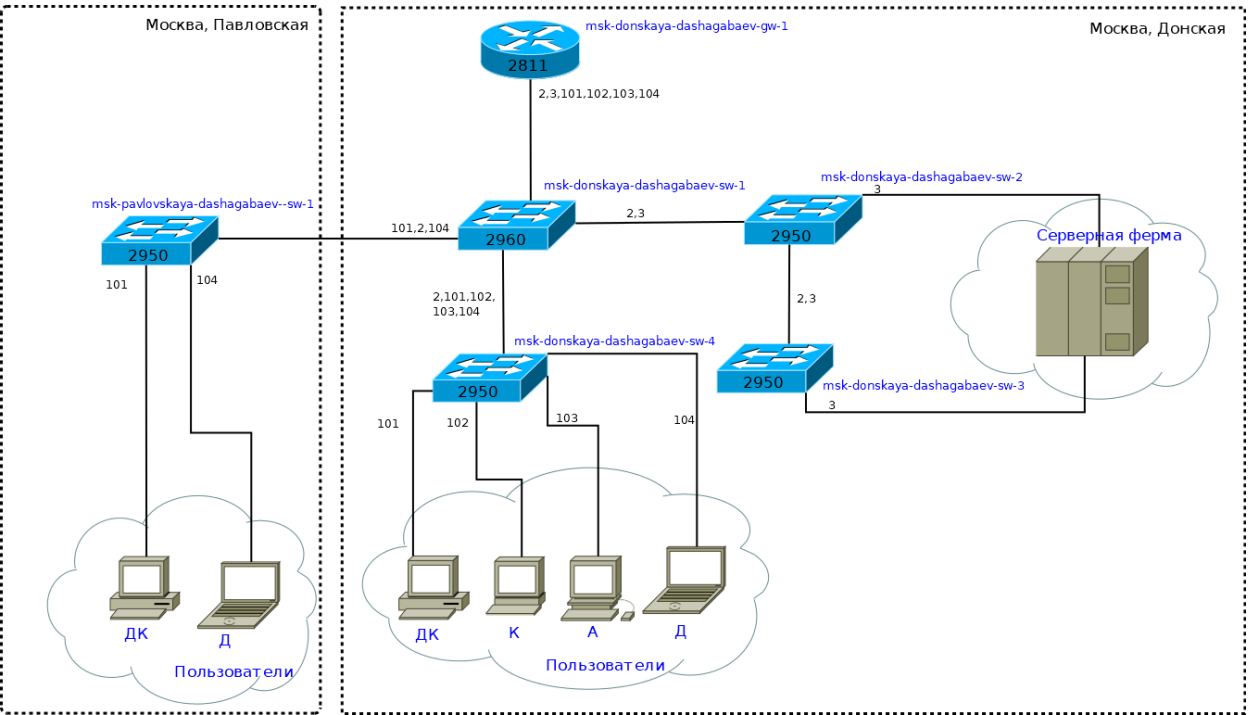 Москва, Павловская
Москва, Донская
msk-donskaya-dashagabaev-gw-1
2811
2,3,101,102,103,104
msk-pavlovskaya-dashagabaev--sw-1
2950
101
104
101,2,104
msk-donskaya-dashagabaev-sw-1
2960
2,3
msk-donskaya-dashagabaev-sw-2
2950
3
Серверная ферма
2,101,102,
103,104
2,3
msk-donskaya-dashagabaev-sw-4
2950
2950
msk-donskaya-dashagabaev-sw-3
3
101
102
103
104
ДК
Д
Пользователи
ДК
К
А
Д
Пользователи